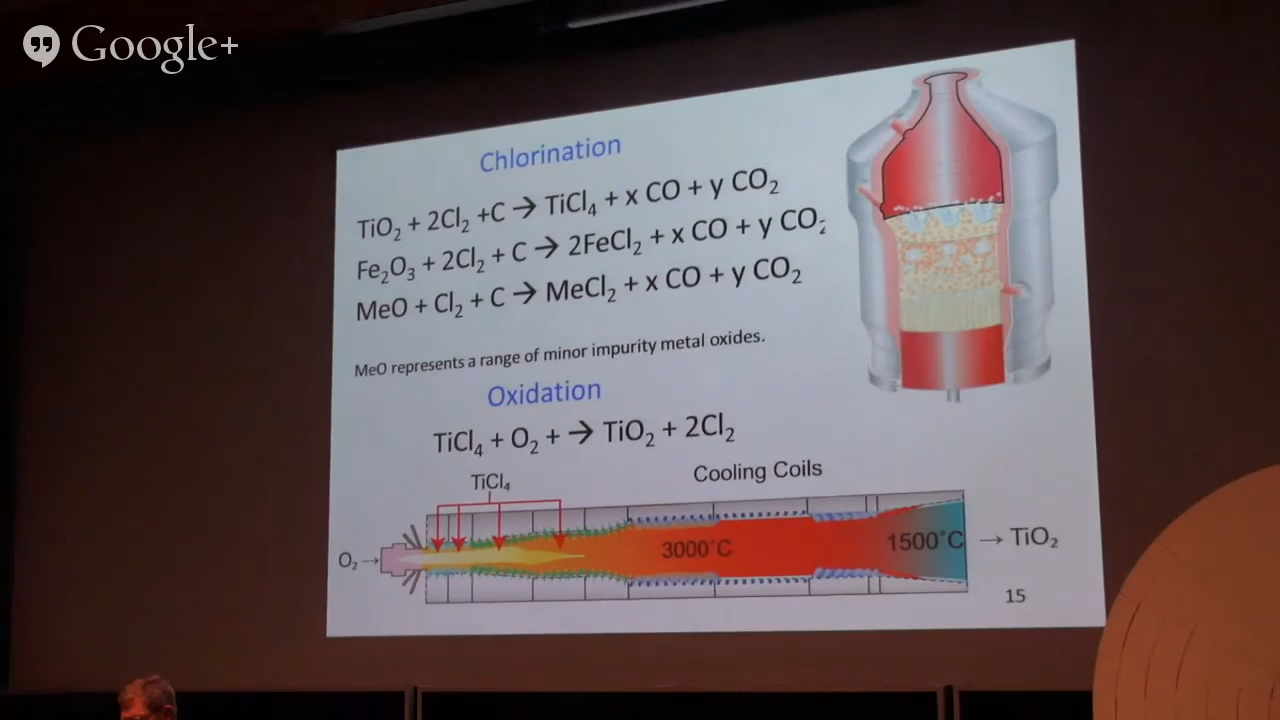 Google+
Chlorination
TiO₂ + 2Cl₂ +C → TiCl₄ + x CO + y CO₂
Fe₂O₃ + 2Cl₂ + C → 2FeCl₂ + x CO + y CO₂
MeO + Cl₂ + C → MeCl₂ + x CO + y CO₂
MeO represents a range of minor impurity metal oxides.
Oxidation
TiCl₄ + O₂ + → TiO₂ + 2Cl₂
Cooling Coils
TiCl₄
O₂ → 3000°C 1500°C → TiO₂
15